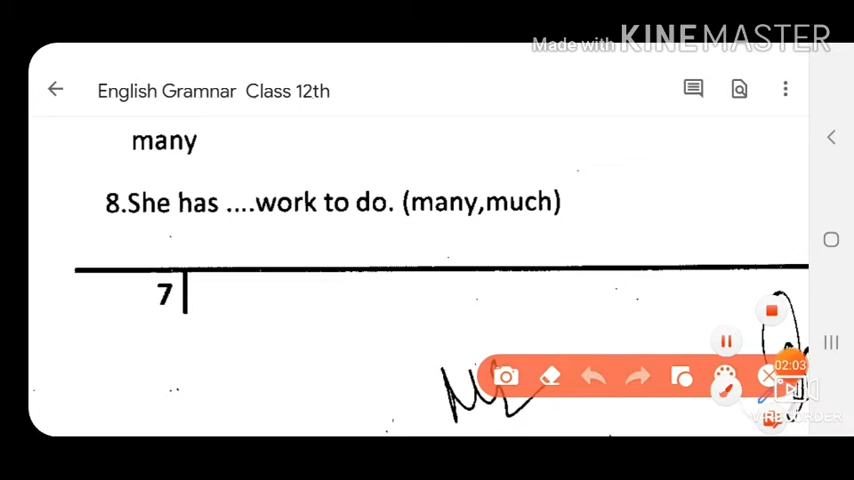 Made with KINEMASTER
English Gramnar Class 12th
many
8.She has ....work to do. (many,much)
7
02:03